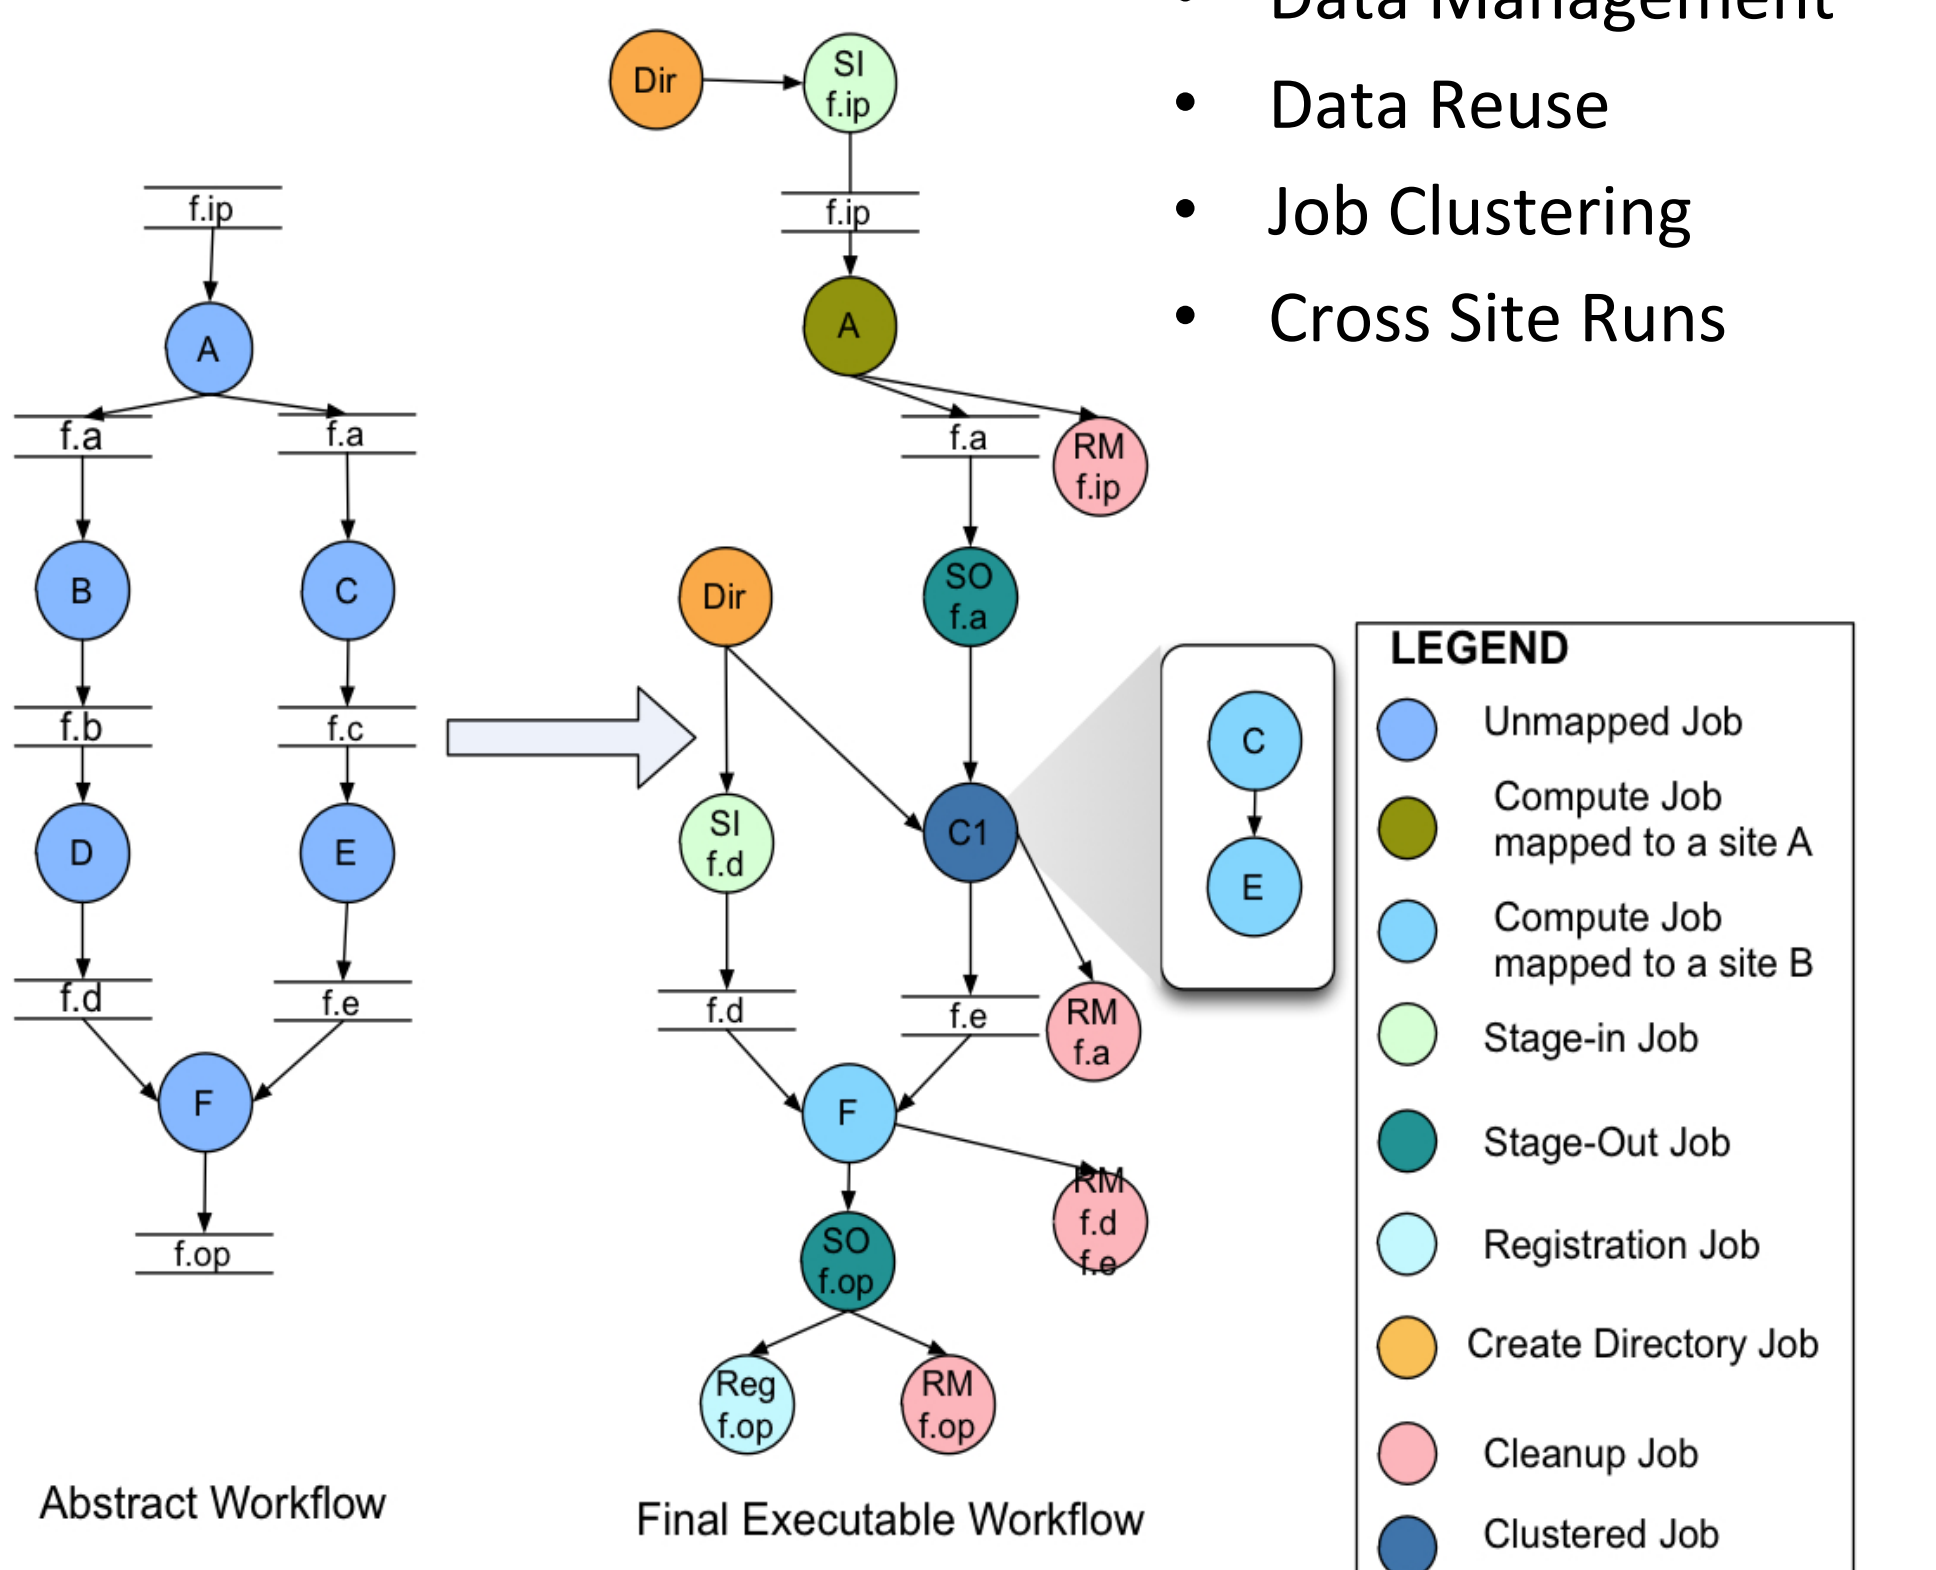 • Data Management
• Data Reuse
• Job Clustering
• Cross Site Runs
f.ip
A
f.a
f.a
B
C
f.b
f.c
D
E
f.d
f.e
F
f.op
Abstract Workflow
Dir
SI
f.ip
f.ip
A
f.a
RM
f.ip
Dir
SO
f.a
SI
f.d
C1
C
E
f.d
f.e
RM
f.a
F
RM
f.d
f.e
SO
f.op
Reg
f.op
RM
f.op
Final Executable Workflow
LEGEND
Unmapped Job
Compute Job
mapped to a site A
Compute Job
mapped to a site B
Stage-in Job
Stage-Out Job
Registration Job
Create Directory Job
Cleanup Job
Clustered Job